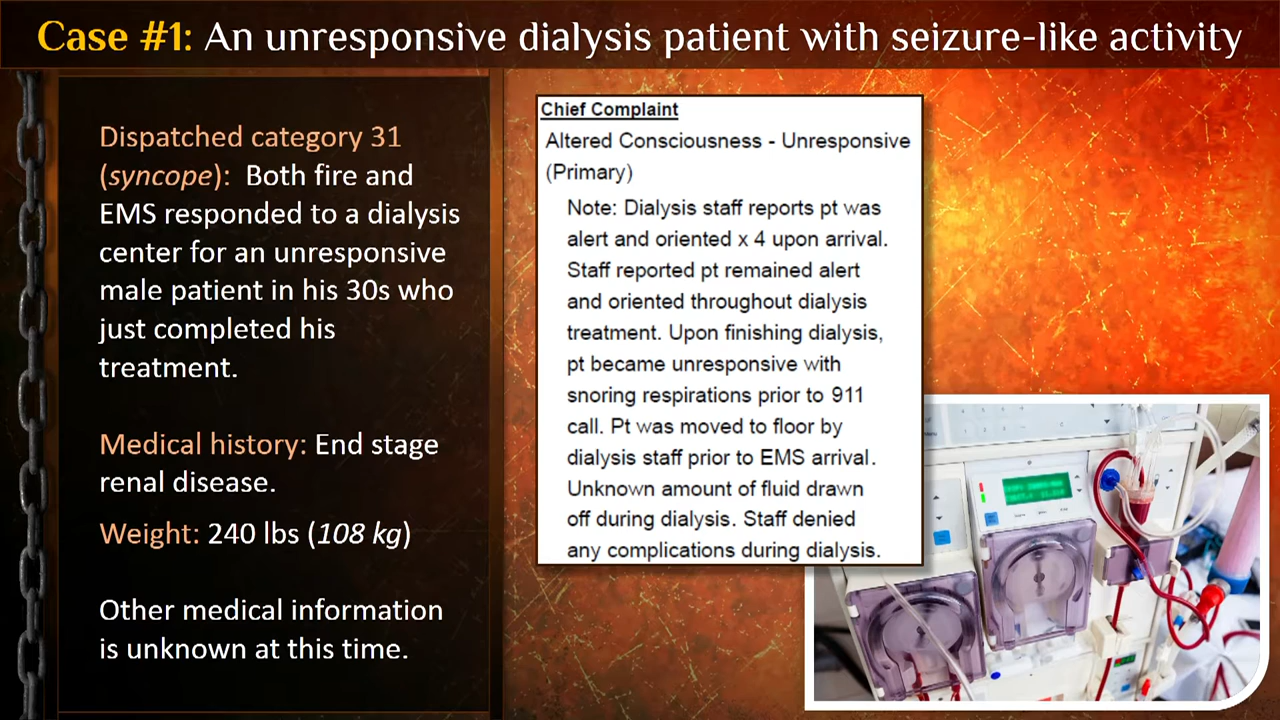 Case #1: An unresponsive dialysis patient with seizure-like activity
Dispatched category 31
(syncope): Both fire and
EMS responded to a dialysis
center for an unresponsive
male patient in his 30s who
just completed his
treatment.
Medical history: End stage
renal disease.
Weight: 240 lbs (108 kg)
Other medical information
is unknown at this time.
Chief Complaint
Altered Consciousness - Unresponsive
(Primary)
Note: Dialysis staff reports pt was
alert and oriented x 4 upon arrival.
Staff reported pt remained alert
and oriented throughout dialysis
treatment. Upon finishing dialysis,
pt became unresponsive with
snoring respirations prior to 911
call. Pt was moved to floor by
dialysis staff prior to EMS arrival.
Unknown amount of fluid drawn
off during dialysis. Staff denied
any complications during dialysis.